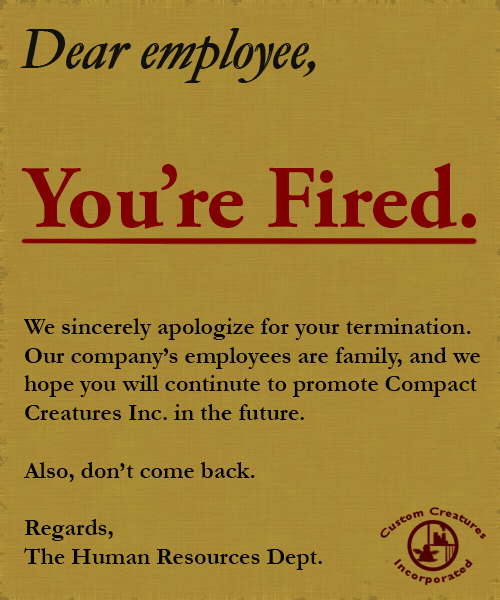 Dear employee,
You're Fired.
We sincerely apologize for your termination.
Our company's employees are family, and we
hope you will continute to promote Compact
Creatures Inc. in the future.
Also, don't come back.
Regards,
The Human Resources Dept.
Custom Creatures
Incorporated